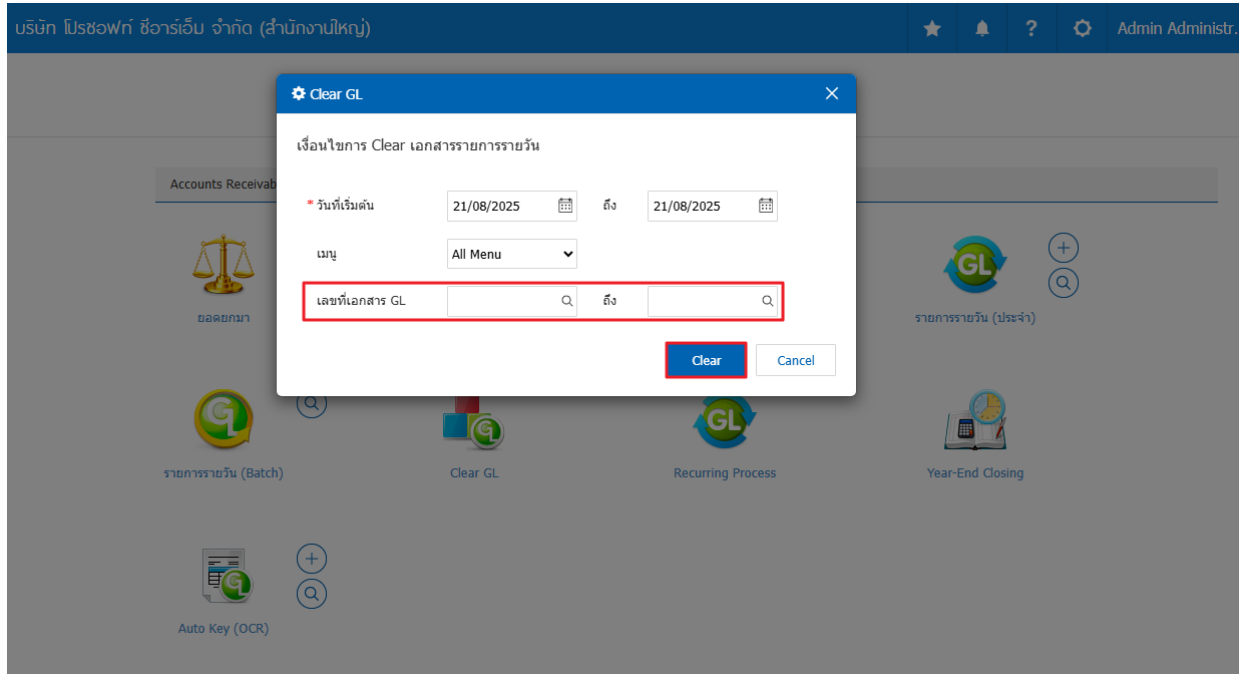 บริษัท โปรซอฟท์ ซีอาร์เอ็ม จำกัด (สำนักงานใหญ่)
? Admin Administr.
Clear GL
เงื่อนไขการ Clear เอกสารรายการรายวัน
Accounts Receivab
* วันที่เริ่มต้น 21/08/2025 ถึง 21/08/2025
เมนู All Menu
เลขที่เอกสาร GL ถึง
Clear Cancel
GL
ยอดยกมา
รายการรายวัน (ประจำ)
GL
รายการรายวัน (Batch)
Clear GL
Recurring Process
Year-End Closing
Auto Key (OCR)